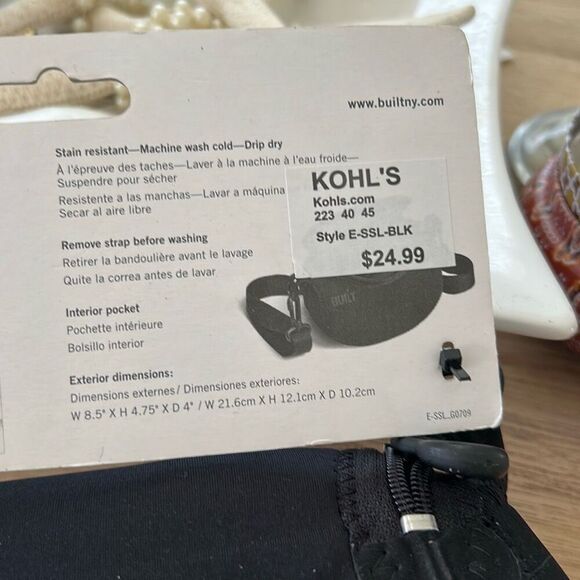 www.builtny.com
Stain resistant—Machine wash cold—Drip dry
À l'épreuve des taches—Laver à la machine à l'eau froide—
Suspendre pour sécher
Resistente a las manchas—Lavar a máquina
Secar al aire libre
KOHL'S
Kohls.com
223 40 45
Style E-SSL-BLK
$24.99
Remove strap before washing
Retirer la bandoulière avant le lavage
Quite la correa antes de lavar
BUILT
Interior pocket
Pochette intérieure
Bolsillo interior
Exterior dimensions:
Dimensions externes/Dimensiones exteriores:
W 8.5" X H 4.75" X D 4" / W 21.6cm X H 12.1cm X D 10.2cm
E-SSL_G0709